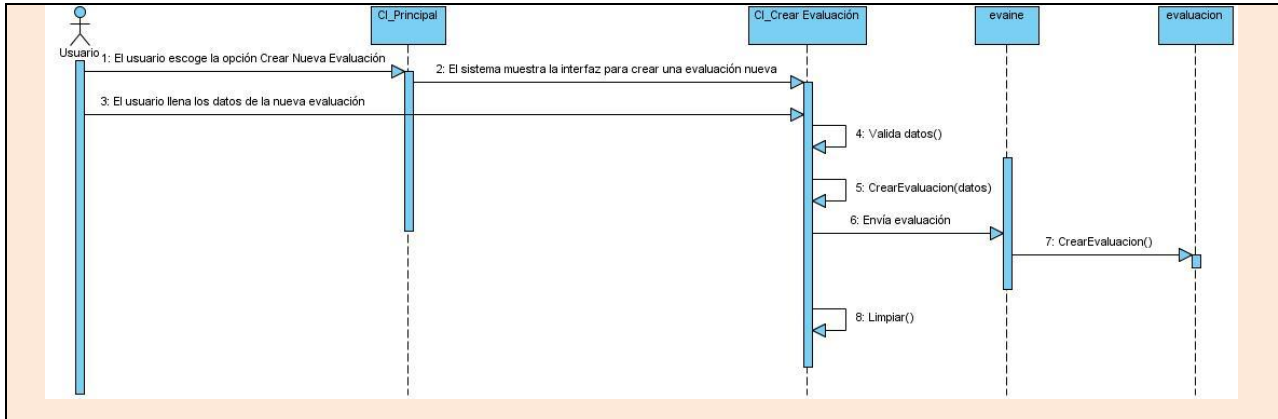 CI_Principal
CI_Crear Evaluación
evaine
evaluacion
Usuario
1: El usuario escoge la opción Crear Nueva Evaluación
2: El sistema muestra la interfaz para crear una evaluación nueva
3: El usuario llena los datos de la nueva evaluación
4: Valida datos()
5: CrearEvaluacion(datos)
6: Envía evaluación
7: CrearEvaluacion()
8: Limpiar()